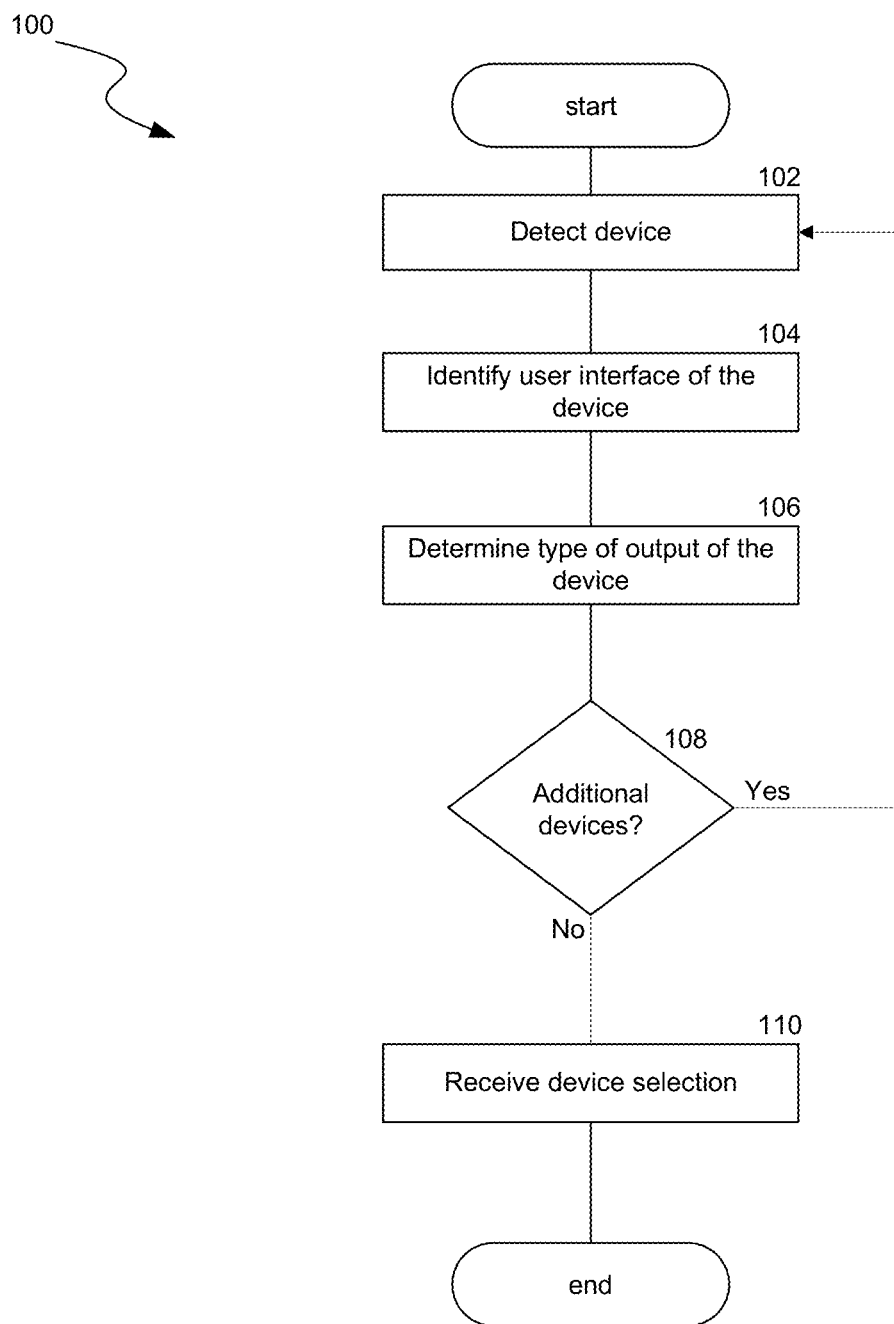 100
start
102
Detect device
104
Identify user interface of the
device
106
Determine type of output of the
device
108
Additional
devices?
Yes
No
110
Receive device selection
end